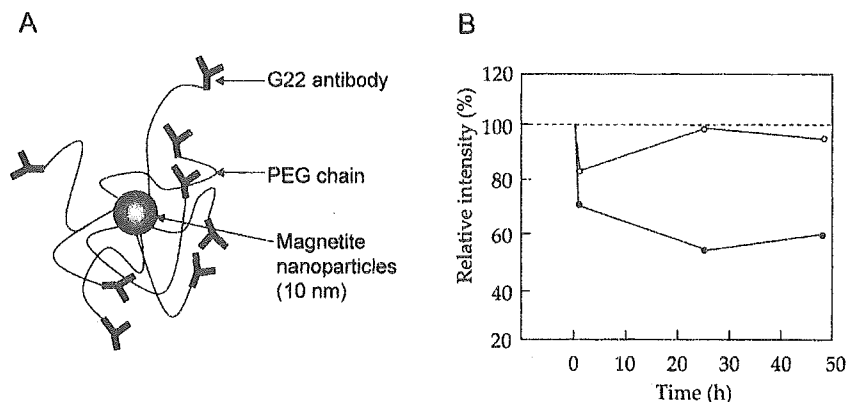 A
G22 antibody
PEG chain
Magnetite
nanoparticles
(10 nm)
B
Relative intensity (%)
120
100
80
60
40
20
0 10 20 30 40 50
Time (h)